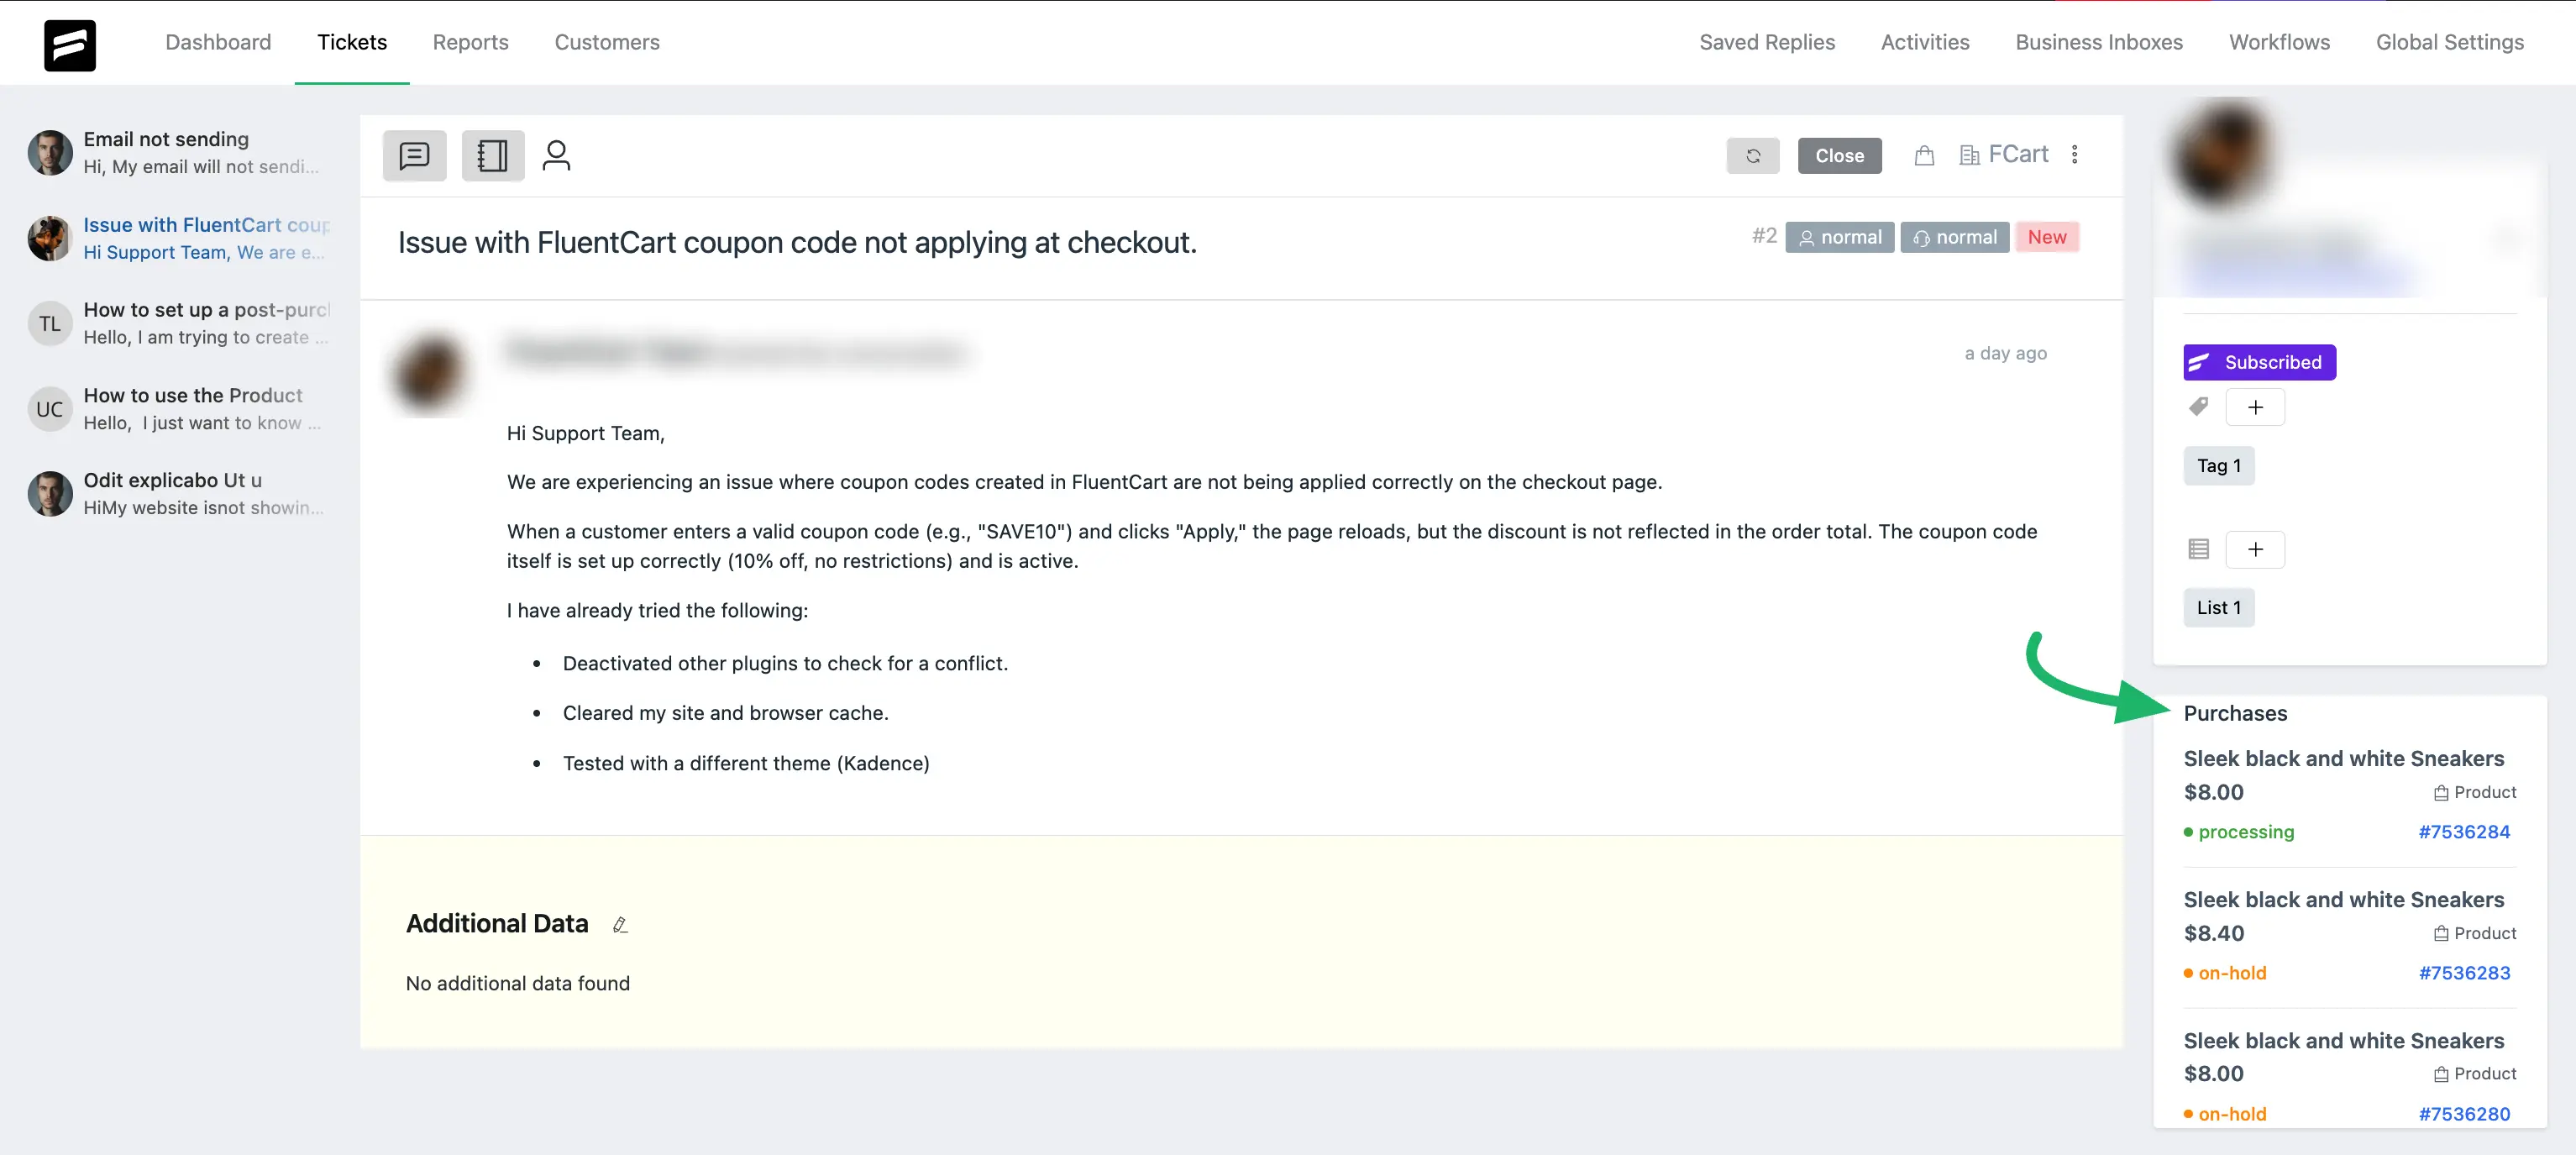 Dashboard
Tickets
Reports
Customers
Saved Replies
Activities
Business Inboxes
Workflows
Global Settings
Email not sending
Hi, My email will not sendi...
Issue with FluentCart coup
Hi Support Team, We are e...
TL
How to set up a post-purcl
Hello, I am trying to create ...
UC
How to use the Product
Hello, I just want to know ...
Odit explicabo Ut u
HiMy website isnot showin...
Close
FCart
Issue with FluentCart coupon code not applying at checkout.
#2
normal
normal
New
a day ago
Hi Support Team,
We are experiencing an issue where coupon codes created in FluentCart are not being applied correctly on the checkout page.
When a customer enters a valid coupon code (e.g., "SAVE10") and clicks "Apply," the page reloads, but the discount is not reflected in the order total. The coupon code
itself is set up correctly (10% off, no restrictions) and is active.
I have already tried the following:
• Deactivated other plugins to check for a conflict.
• Cleared my site and browser cache.
• Tested with a different theme (Kadence)
Additional Data
No additional data found
Subscribed
+
Tag 1
+
List 1
Purchases
Sleek black and white Sneakers
$8.00
Product
processing
#7536284
Sleek black and white Sneakers
$8.40
Product
on-hold
#7536283
Sleek black and white Sneakers
$8.00
Product
on-hold
#7536280